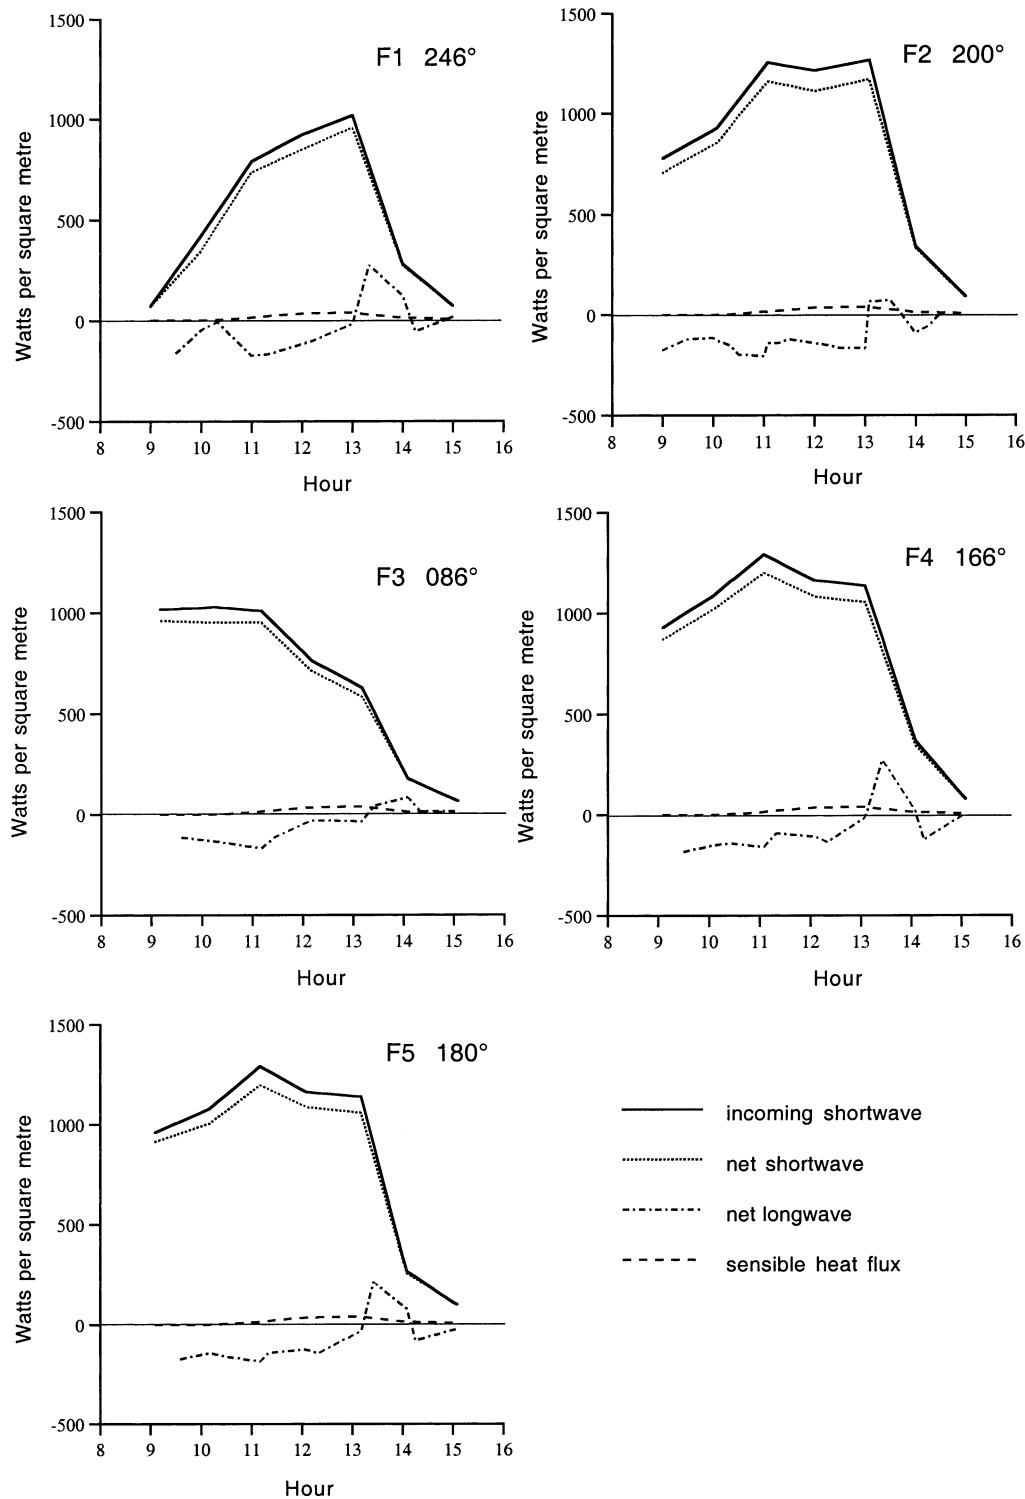 F1 246°
Watts per square metre
1500
1000
500
0
-500
8 9 10 11 12 13 14 15 16
Hour
F2 200°
Watts per square metre
1500
1000
500
0
-500
8 9 10 11 12 13 14 15 16
Hour
F3 086°
Watts per square metre
1500
1000
500
0
-500
8 9 10 11 12 13 14 15 16
Hour
F4 166°
Watts per square metre
1500
1000
500
0
-500
8 9 10 11 12 13 14 15 16
Hour
F5 180°
Watts per square metre
1500
1000
500
0
-500
8 9 10 11 12 13 14 15 16
Hour
incoming shortwave
net shortwave
net longwave
sensible heat flux